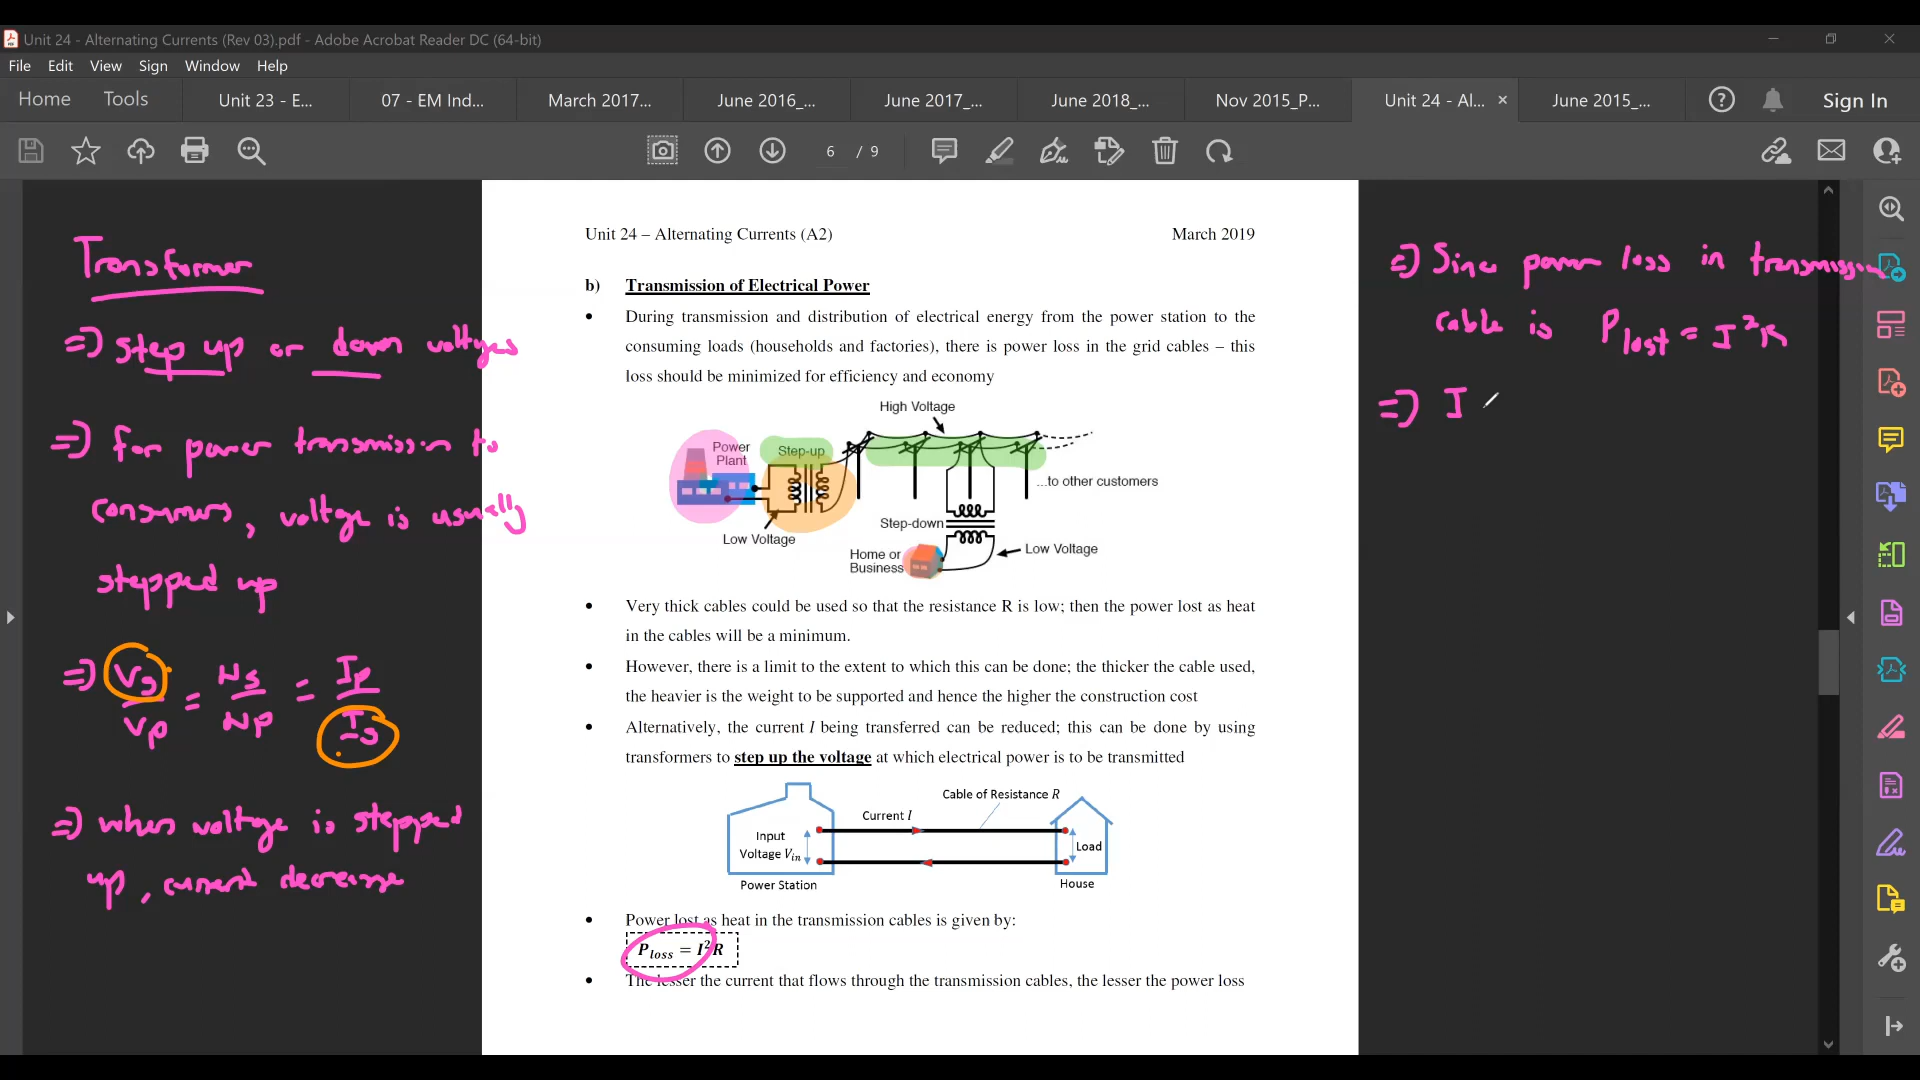 Unit 24 - Alternating Currents (Rev 03).pdf - Adobe Acrobat Reader DC (64-bit)
File Edit View Sign Window Help
Home Tools Unit 23 - E... 07 - EM Ind... March 2017... June 2016_... June 2017_... June 2018_... Nov 2015_P... Unit 24 - Al... × June 2015_... Sign In
6 / 9
Transformer
=> step up or down voltages
=> for power transmission to
consumers, voltage is usually
stepped up
=> Vs/Vp = Ns/Np = Ip/Is
=> when voltage is stepped
up, current decrease
Unit 24 – Alternating Currents (A2) March 2019
b) Transmission of Electrical Power
• During transmission and distribution of electrical energy from the power station to the
consuming loads (households and factories), there is power loss in the grid cables – this
loss should be minimized for efficiency and economy
High Voltage
Power
Plant
Step-up
...to other customers
Step-down
Low Voltage
Home or
Business
Low Voltage
• Very thick cables could be used so that the resistance R is low; then the power lost as heat
in the cables will be a minimum.
• However, there is a limit to the extent to which this can be done; the thicker the cable used,
the heavier is the weight to be supported and hence the higher the construction cost
• Alternatively, the current I being transferred can be reduced; this can be done by using
transformers to step up the voltage at which electrical power is to be transmitted
Cable of Resistance R
Current I
Input
Voltage Vin
Load
Power Station
House
• Power lost as heat in the transmission cables is given by:
Ploss = I²R
• The lesser the current that flows through the transmission cables, the lesser the power loss
=> Since power loss in transmission
cable is Plost = I²R
=> I